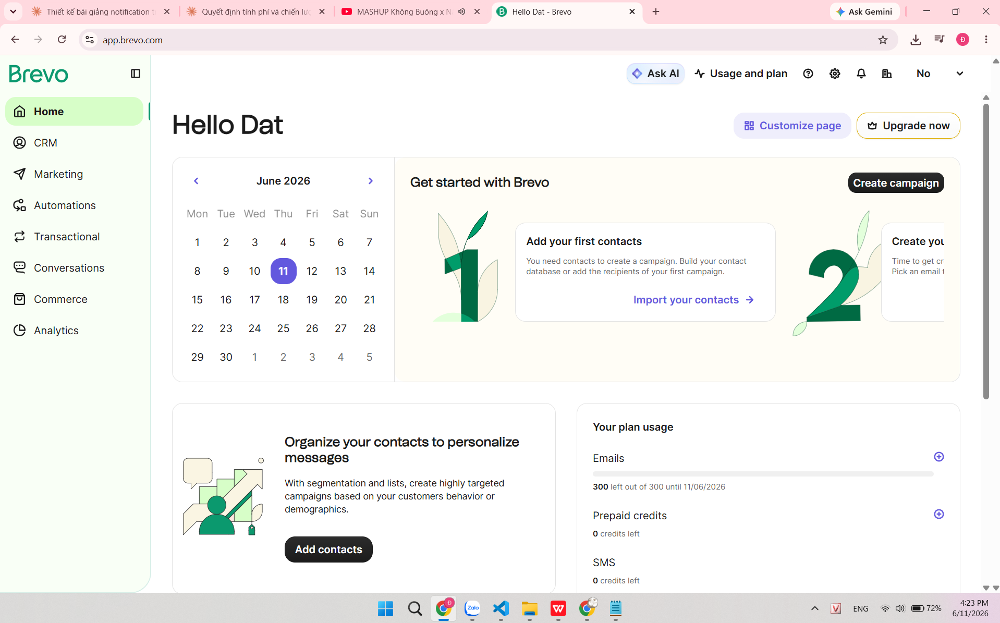 Thiết kế bài giảng notification t
Quyết định tính phí và chiến lư
MASHUP Không Buông x N
Hello Dat - Brevo
Ask Gemini
app.brevo.com
Đ
Brevo
Ask AI
Usage and plan
No
Home
CRM
Marketing
Automations
Transactional
Conversations
Commerce
Analytics
Hello Dat
Customize page
Upgrade now
June 2026
Mon Tue Wed Thu Fri Sat Sun
1 2 3 4 5 6 7
8 9 10 11 12 13 14
15 16 17 18 19 20 21
22 23 24 25 26 27 28
29 30 1 2 3 4 5
Get started with Brevo
Create campaign
1
Add your first contacts
You need contacts to create a campaign. Build your contact
database or add the recipients of your first campaign.
Import your contacts
2
Create you
Time to get cr
Pick an email t
Organize your contacts to personalize
messages
With segmentation and lists, create highly targeted
campaigns based on your customers behavior or
demographics.
Add contacts
Your plan usage
Emails
300 left out of 300 until 11/06/2026
Prepaid credits
0 credits left
SMS
0 credits left
Đ
Zalo
W
V
ENG
72%
4:23 PM
6/11/2026